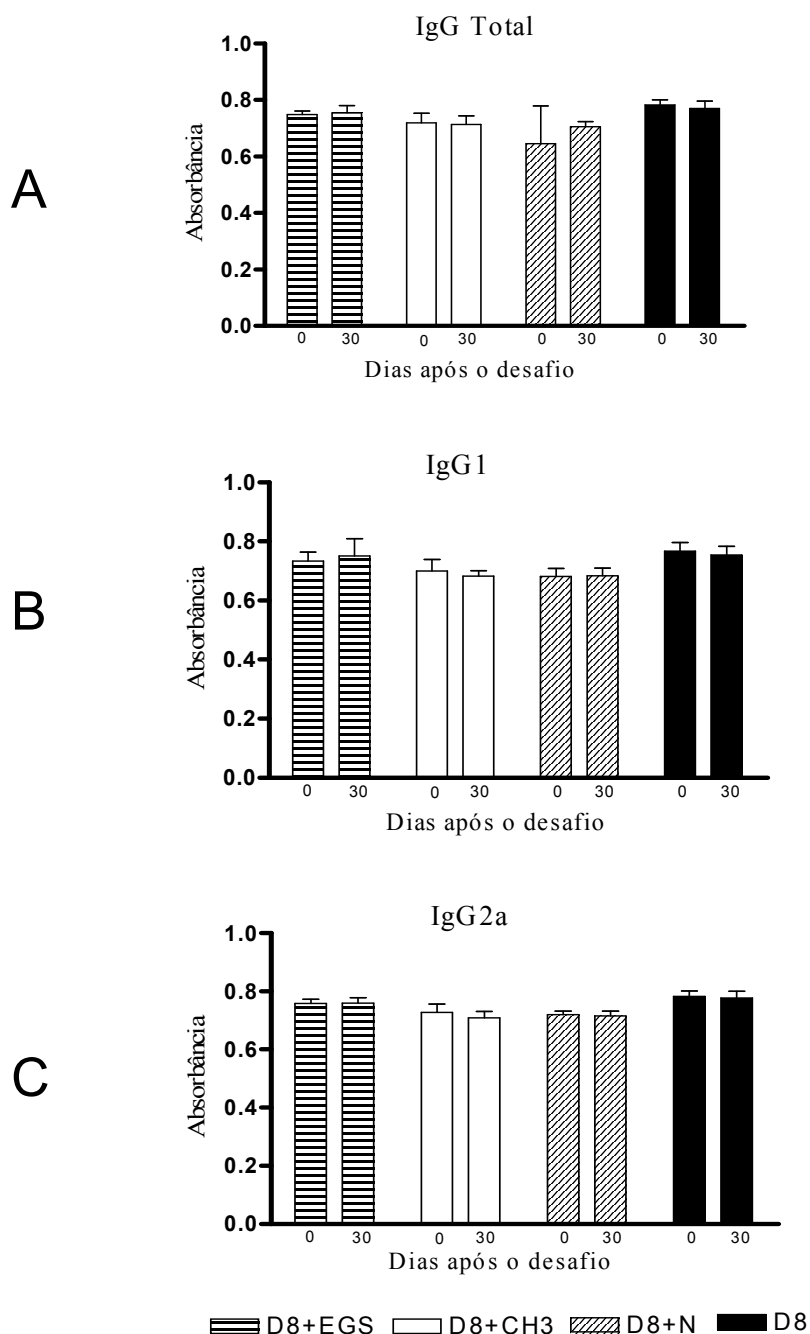 A
IgG Total
Absorbância
1.0
0.8
0.6
0.4
0.2
0.0
0 30 0 30 0 30 0 30
Dias após o desafio
B
IgG1
Absorbância
1.0
0.8
0.6
0.4
0.2
0.0
0 30 0 30 0 30 0 30
Dias após o desafio
C
IgG2a
Absorbância
1.0
0.8
0.6
0.4
0.2
0.0
0 30 0 30 0 30 0 30
Dias após o desafio
D8+EGS D8+CH3 D8+N D8